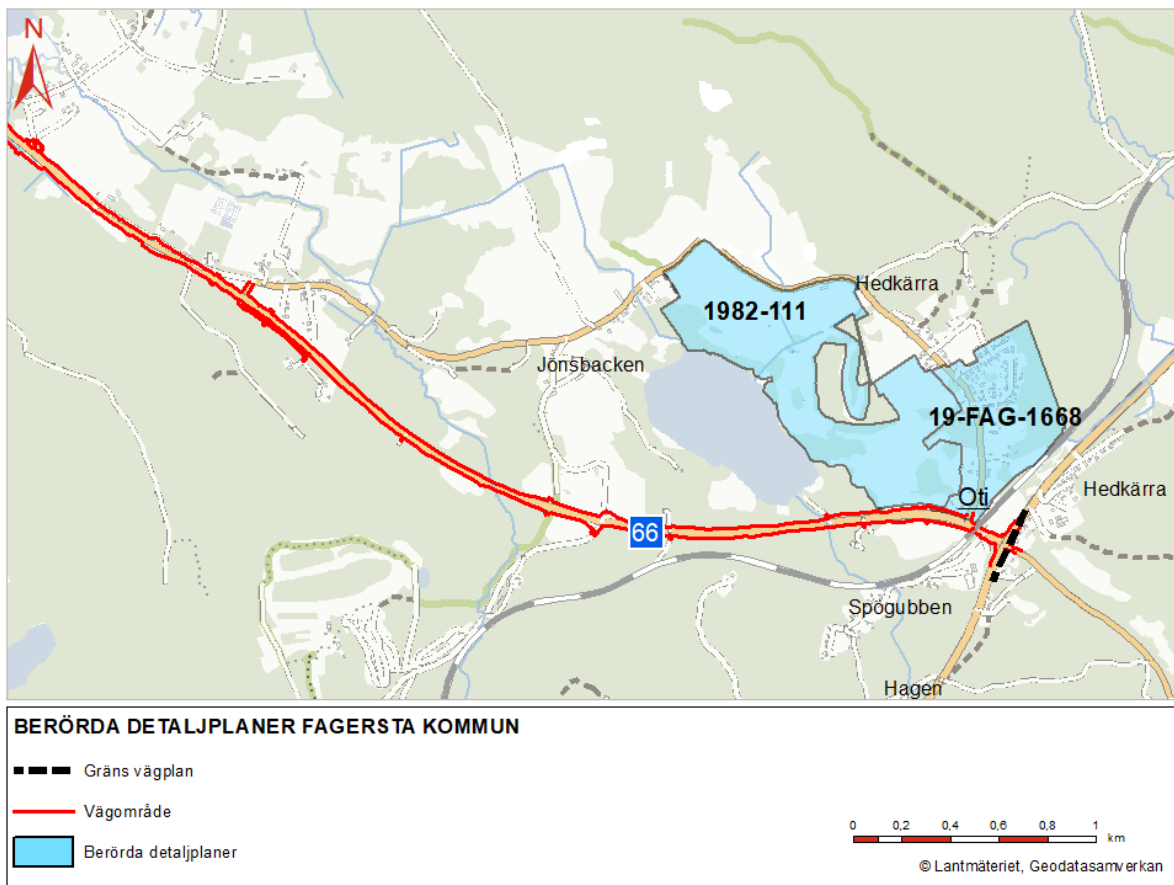 N
Hedkärra
1982-111
Jönsbacken
19-FAG-1668
Oti
Hedkärra
66
Spögubben
Hagen
BERÖRDA DETALJPLANER FAGERSTA KOMMUN
Gräns vägplan
Vägområde
Berörda detaljplaner
0 0,2 0,4 0,6 0,8 1
km
© Lantmäteriet, Geodatasamverkan